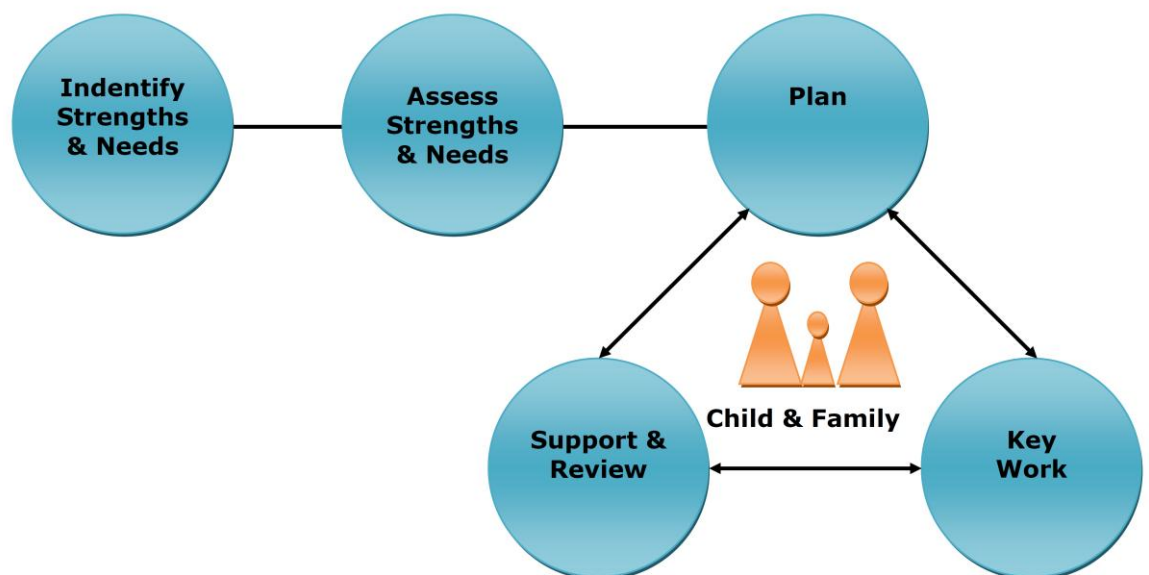 Indentify
Strengths
& Needs
Assess
Strengths
& Needs
Plan
Child & Family
Support &
Review
Key
Work